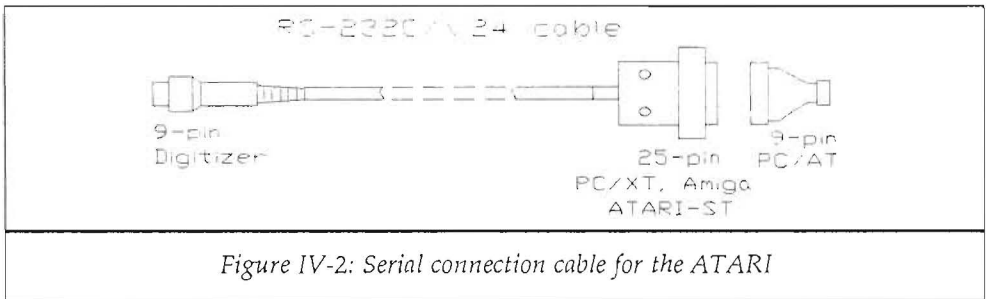 RS-232C/V.24 cable
9-pin
Digitizer
25-pin
PC/XT, Amiga
ATARI-ST
9-pin
PC/AT
Figure IV-2: Serial connection cable for the ATARI